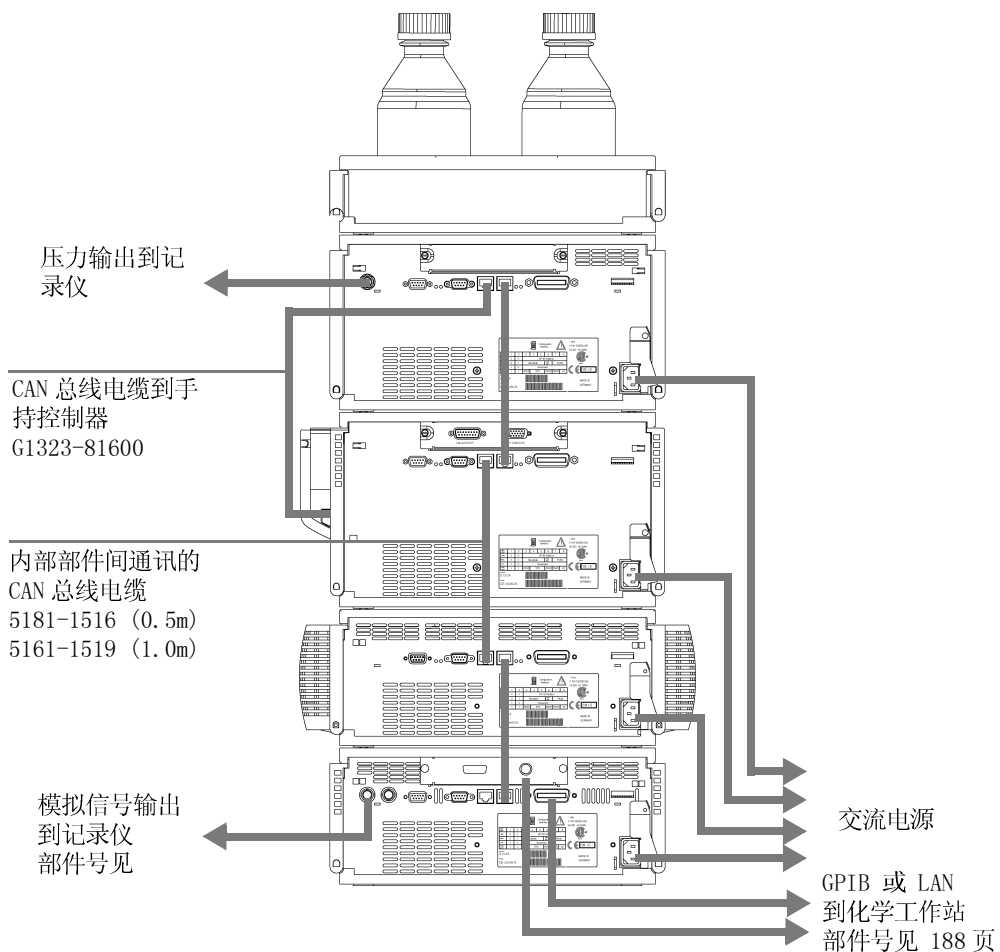 压力输出到记
录仪
CAN 总线电缆到手
持控制器
G1323-81600
内部部件间通讯的
CAN 总线电缆
5181-1516 (0.5m)
5161-1519 (1.0m)
模拟信号输出
到记录仪
部件号见
交流电源
GPIB 或 LAN
到化学工作站
部件号见 188 页